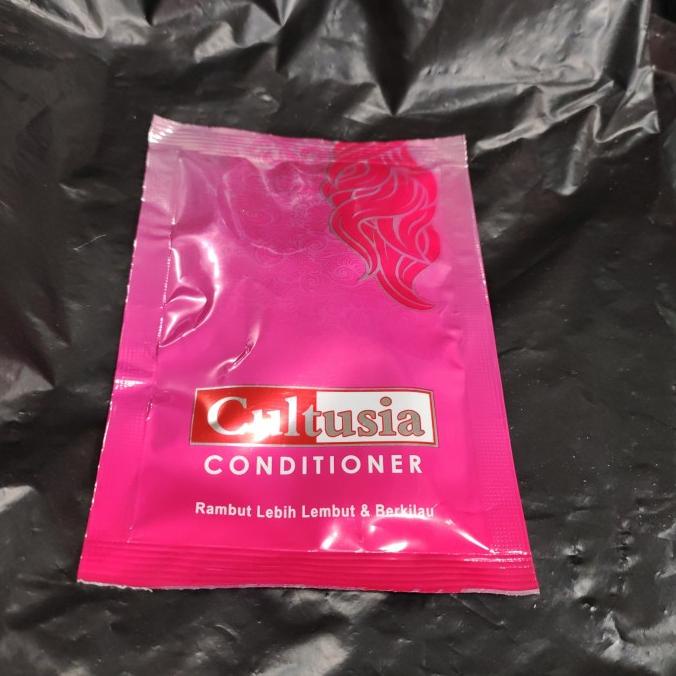 Cultusia
CONDITIONER
Rambut Lebih Lembut & Berkilau